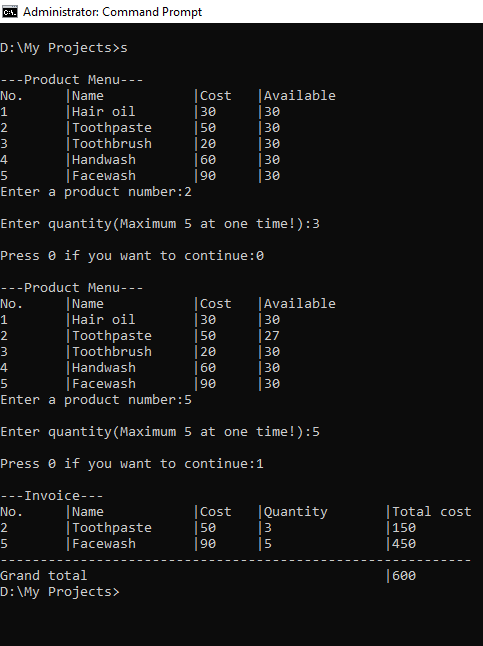 Administrator: Command Prompt
D:\My Projects>s
---Product Menu---
No.     |Name           |Cost   |Available
1       |Hair oil       |30     |30
2       |Toothpaste     |50     |30
3       |Toothbrush     |20     |30
4       |Handwash       |60     |30
5       |Facewash       |90     |30
Enter a product number:2
Enter quantity(Maximum 5 at one time!):3
Press 0 if you want to continue:0
---Product Menu---
No.     |Name           |Cost   |Available
1       |Hair oil       |30     |30
2       |Toothpaste     |50     |27
3       |Toothbrush     |20     |30
4       |Handwash       |60     |30
5       |Facewash       |90     |30
Enter a product number:5
Enter quantity(Maximum 5 at one time!):5
Press 0 if you want to continue:1
---Invoice---
No.     |Name           |Cost   |Quantity       |Total cost
2       |Toothpaste     |50     |3              |150
5       |Facewash       |90     |5              |450
-----------------------------------------------------------
Grand total                                     |600
D:\My Projects>